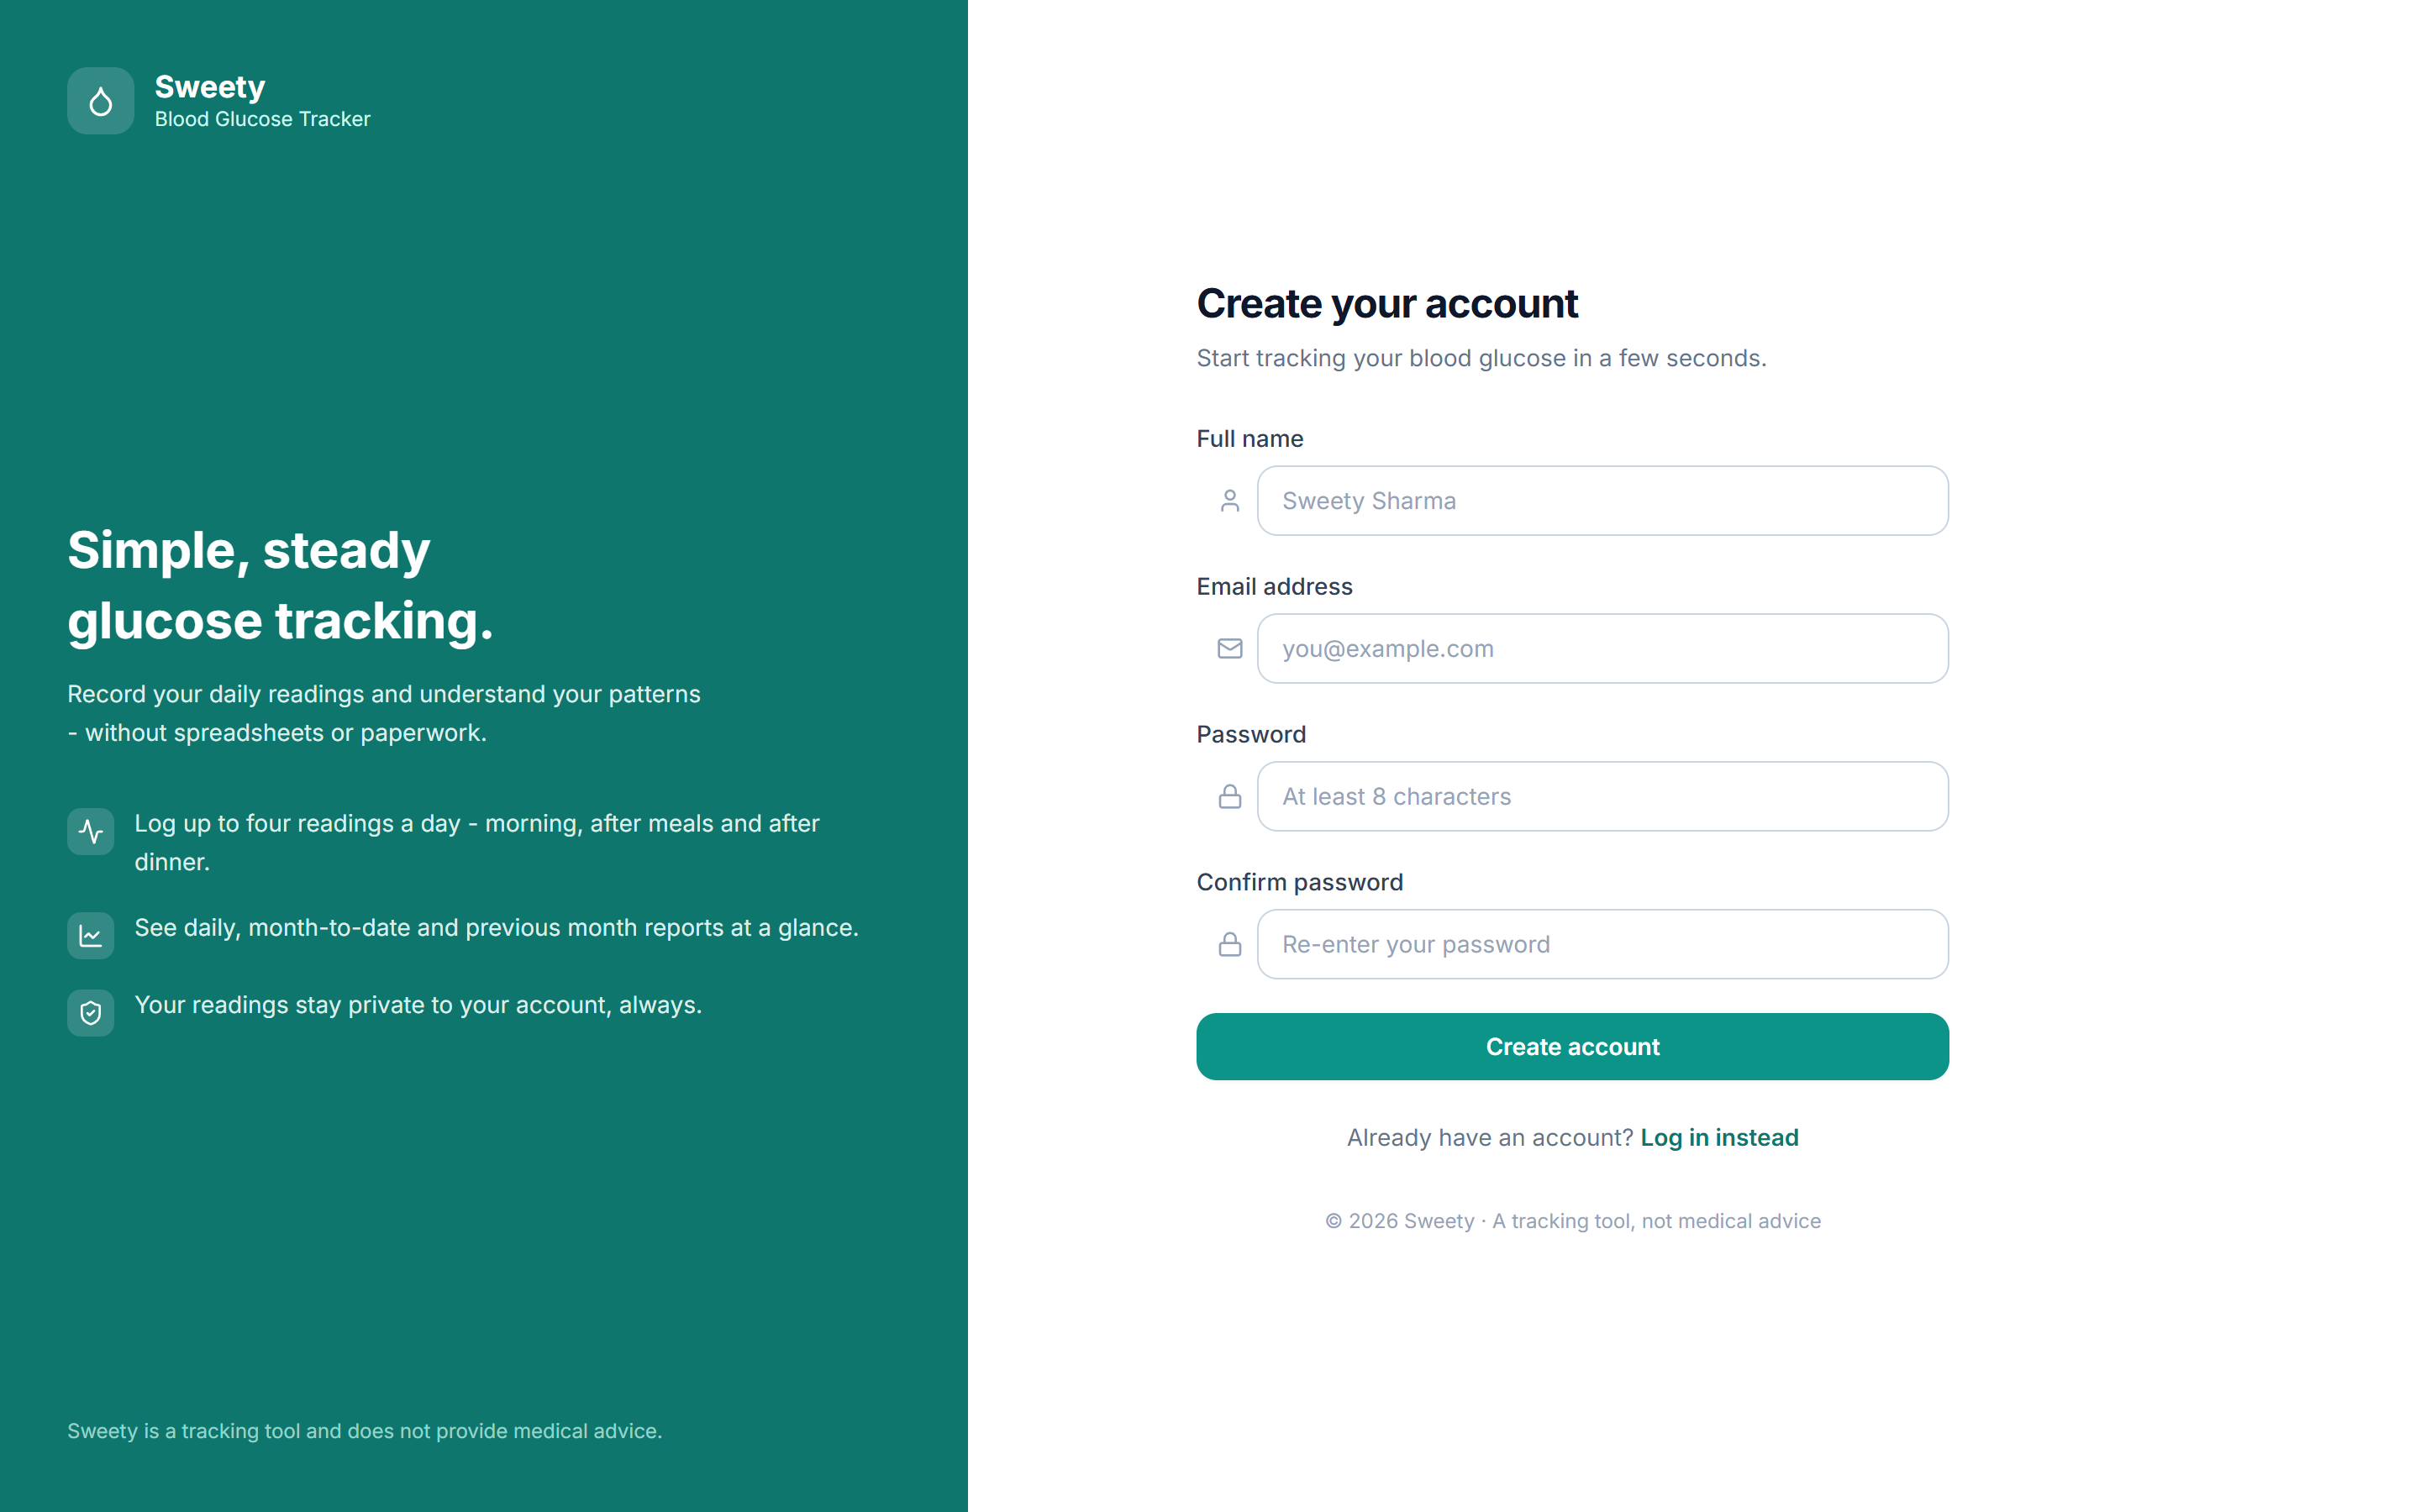 Sweety
Blood Glucose Tracker
Simple, steady
glucose tracking.
Record your daily readings and understand your patterns
- without spreadsheets or paperwork.
Log up to four readings a day - morning, after meals and after
dinner.
See daily, month-to-date and previous month reports at a glance.
Your readings stay private to your account, always.
Sweety is a tracking tool and does not provide medical advice.
Create your account
Start tracking your blood glucose in a few seconds.
Full name
Sweety Sharma
Email address
you@example.com
Password
At least 8 characters
Confirm password
Re-enter your password
Create account
Already have an account? Log in instead
© 2026 Sweety · A tracking tool, not medical advice